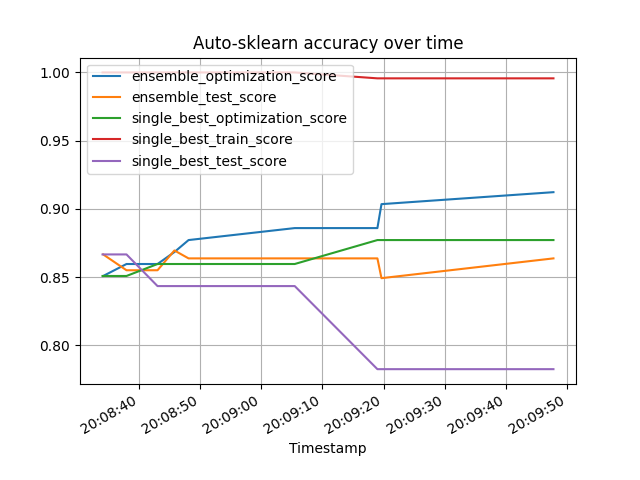 Auto-sklearn accuracy over time
1.00
0.95
0.90
0.85
0.80
ensemble_optimization_score
ensemble_test_score
single_best_optimization_score
single_best_train_score
single_best_test_score
20:08:40
20:08:50
20:09:00
20:09:10
20:09:20
20:09:30
20:09:40
20:09:50
Timestamp